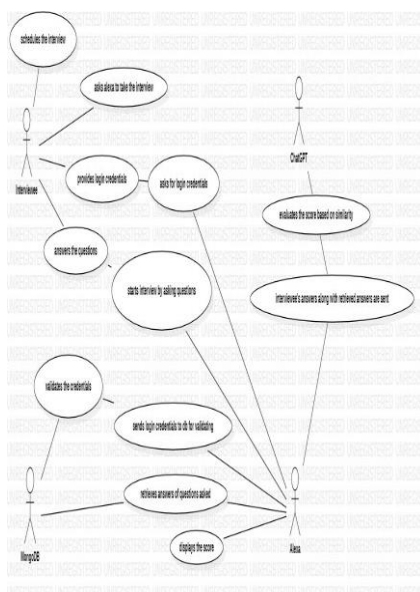 schedules the interview
asks alexa to take the interview
Interviewee
ChatGPT
provides login credentials
asks for login credentials
evaluates the score based on similarity
answers the questions
starts interview by asking questions
interviewee's answers along with retrieved answers are sent
validates the credentials
sends login credentials to db for validating
retrieves answers of questions asked
MongoDB
Alexa
displays the score
UNREGISTERED